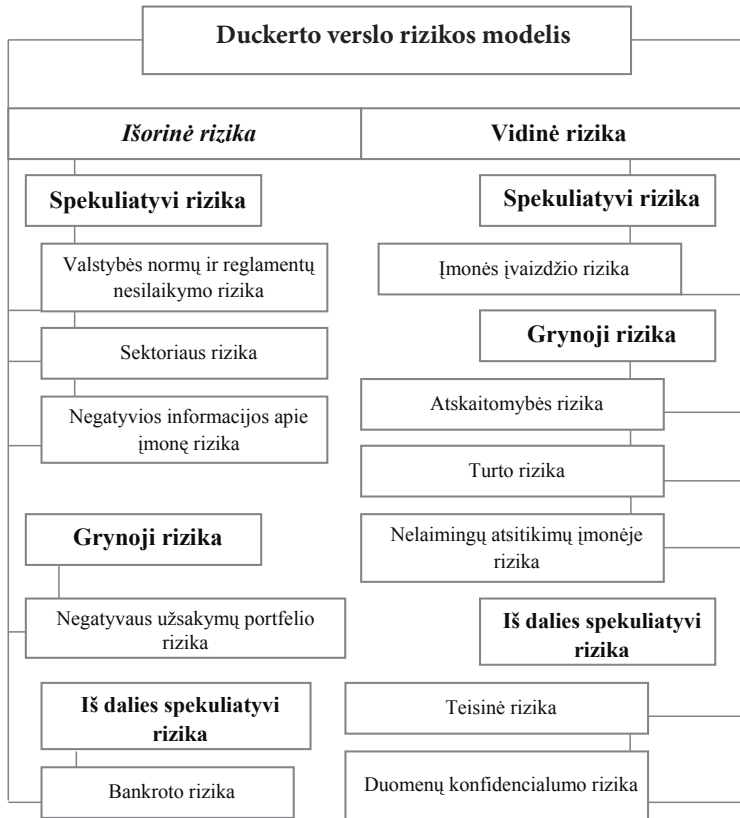 Duckerto verslo rizikos modelis
Išorinė rizika
Spekuliatyvi rizika
Valstybės normų ir reglamentų
nesilaikymo rizika
Sektoriaus rizika
Negatyvios informacijos apie
įmonę rizika
Grynoji rizika
Negatyvaus užsakymų portfelio
rizika
Iš dalies spekuliatyvi
rizika
Bankroto rizika
Vidinė rizika
Spekuliatyvi rizika
Įmonės įvaizdžio rizika
Grynoji rizika
Atskaitomybės rizika
Turto rizika
Nelaimingų atsitikimų įmonėje
rizika
Iš dalies spekuliatyvi
rizika
Teisinė rizika
Duomenų konfidencialumo rizika